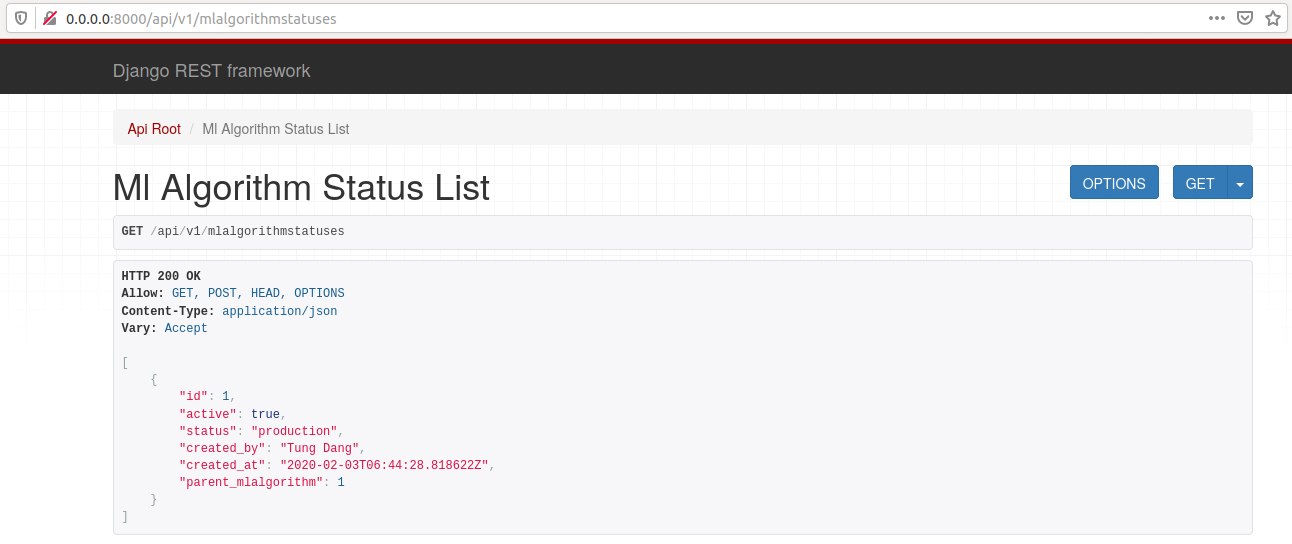 0.0.0.0:8000/api/v1/mlalgorithmstatuses
Django REST framework
Api Root / Ml Algorithm Status List
Ml Algorithm Status List
OPTIONS
GET
GET /api/v1/mlalgorithmstatuses
HTTP 200 OK
Allow: GET, POST, HEAD, OPTIONS
Content-Type: application/json
Vary: Accept
[
    {
        "id": 1,
        "active": true,
        "status": "production",
        "created_by": "Tung Dang",
        "created_at": "2020-02-03T06:44:28.818622Z",
        "parent_mlalgorithm": 1
    }
]